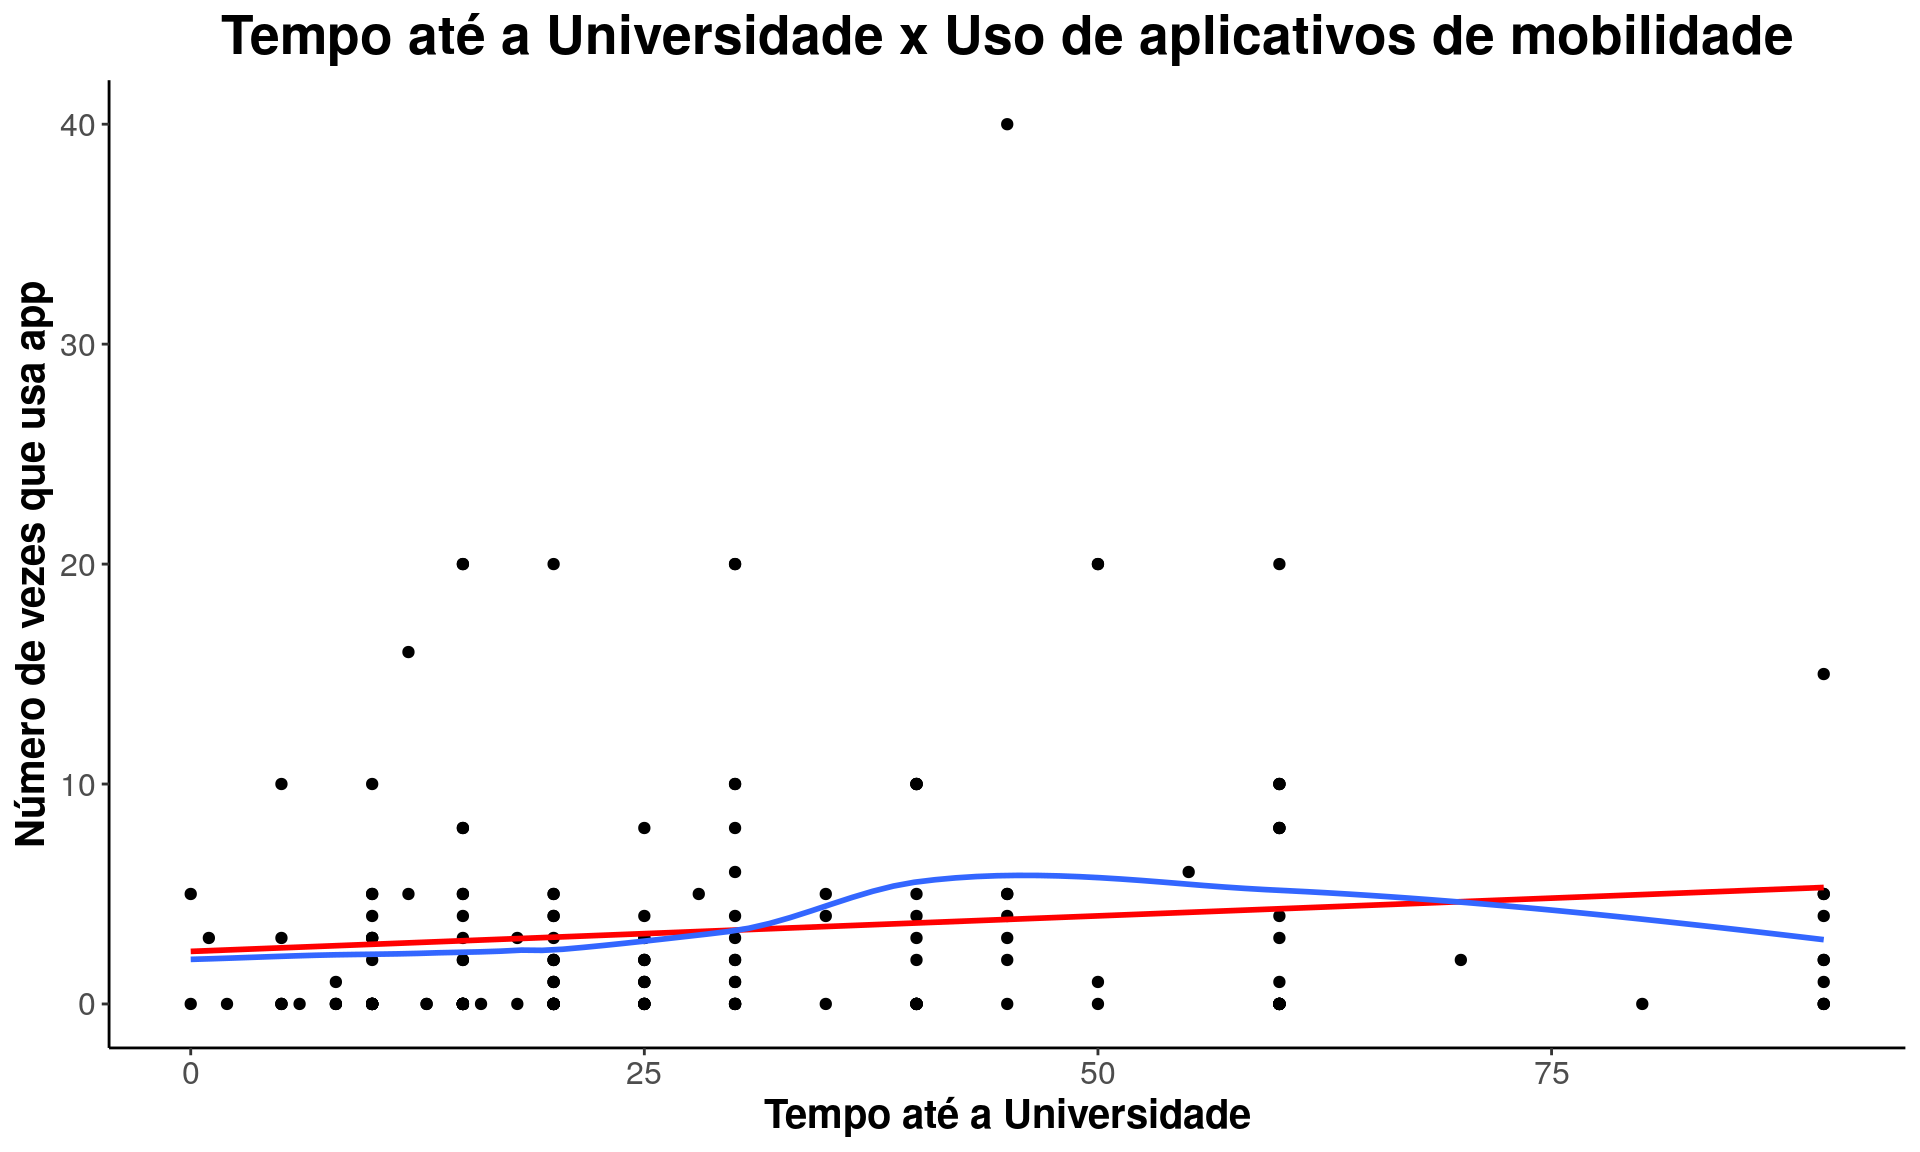 Tempo até a Universidade x Uso de aplicativos de mobilidade
Número de vezes que usa app
40
30
20
10
0
0 25 50 75
Tempo até a Universidade